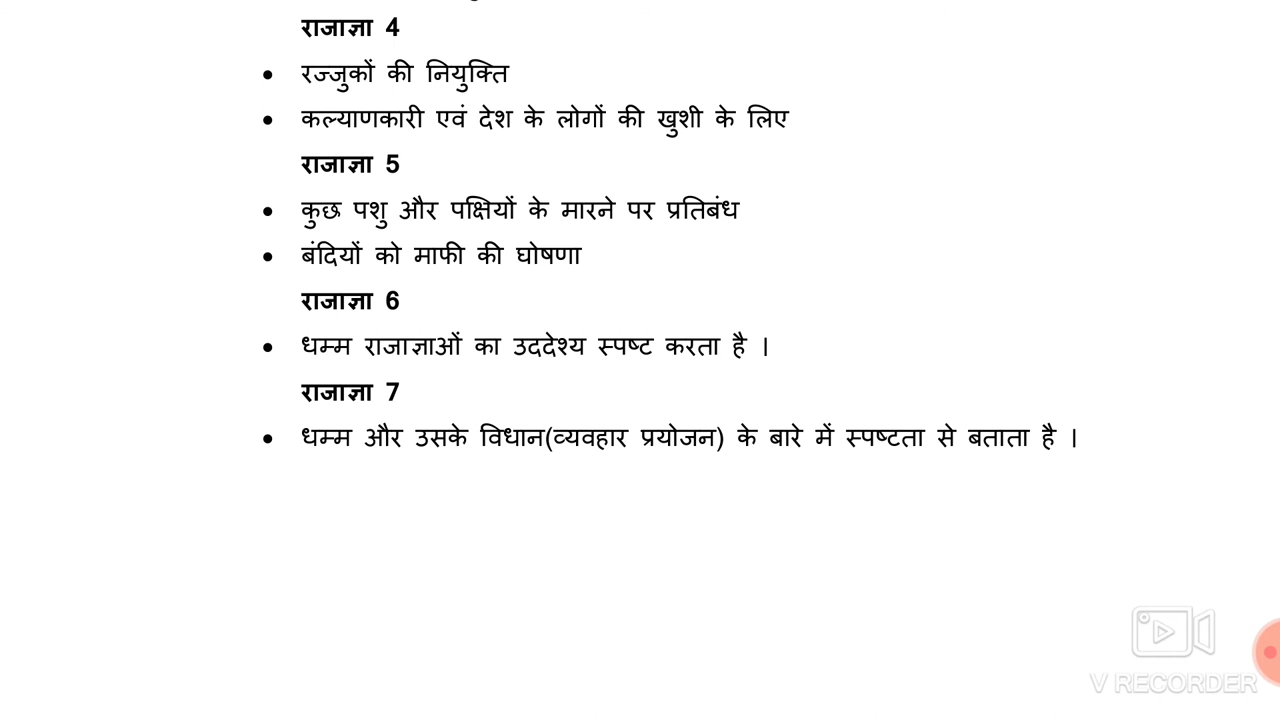 राजाज्ञा 4
• रज्जुकों की नियुक्ति
• कल्याणकारी एवं देश के लोगों की खुशी के लिए
राजाज्ञा 5
• कुछ पशु और पक्षियों के मारने पर प्रतिबंध
• बंदियों को माफी की घोषणा
राजाज्ञा 6
• धम्म राजाज्ञाओं का उददेश्य स्पष्ट करता है ।
राजाज्ञा 7
• धम्म और उसके विधान(व्यवहार प्रयोजन) के बारे में स्पष्टता से बताता है ।
V RECORDER